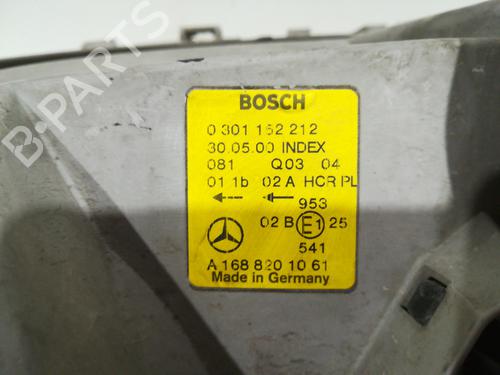 B-PARTS
BOSCH
0 301 152 212
30.05.00 INDEX
081 Q03 04
01 1b 02 A HCR PL
953
02 B E1 25
541
A 168 820 10 61
Made in Germany